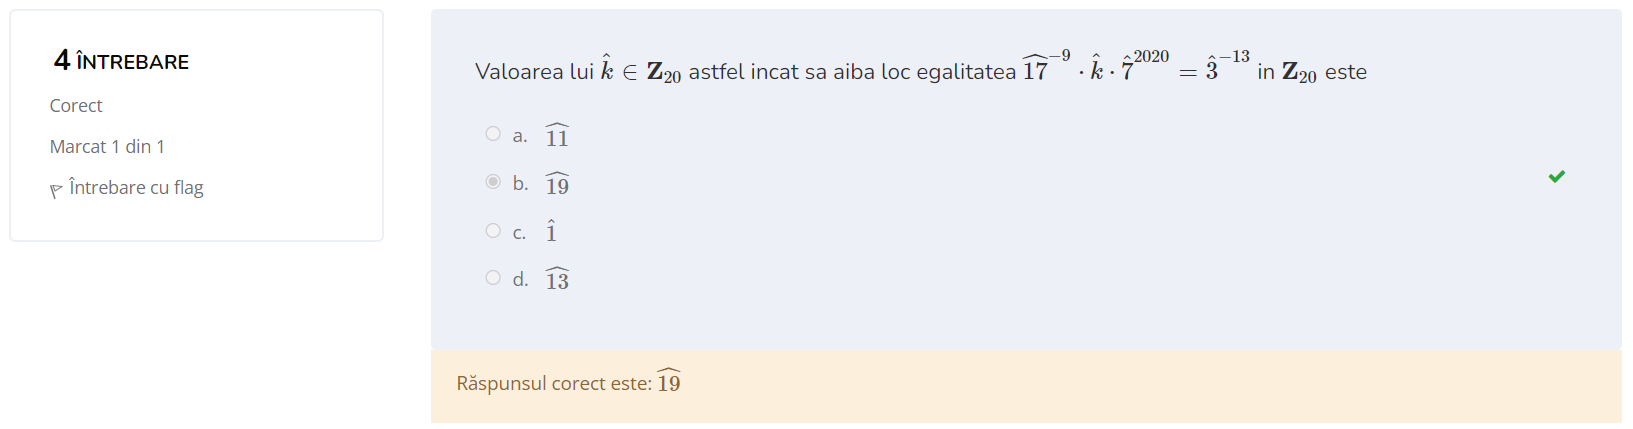 4 ÎNTREBARE
Corect
Marcat 1 din 1
Întrebare cu flag
Valoarea lui $\hat{k} \in \mathbf{Z}_{20}$ astfel incat sa aiba loc egalitatea $\widehat{17}^{-9} \cdot \hat{k} \cdot \hat{7}^{2020} = \hat{3}^{-13}$ in $\mathbf{Z}_{20}$ este
a. $\widehat{11}$
b. $\widehat{19}$
c. $\hat{1}$
d. $\widehat{13}$
Răspunsul corect este: $\widehat{19}$